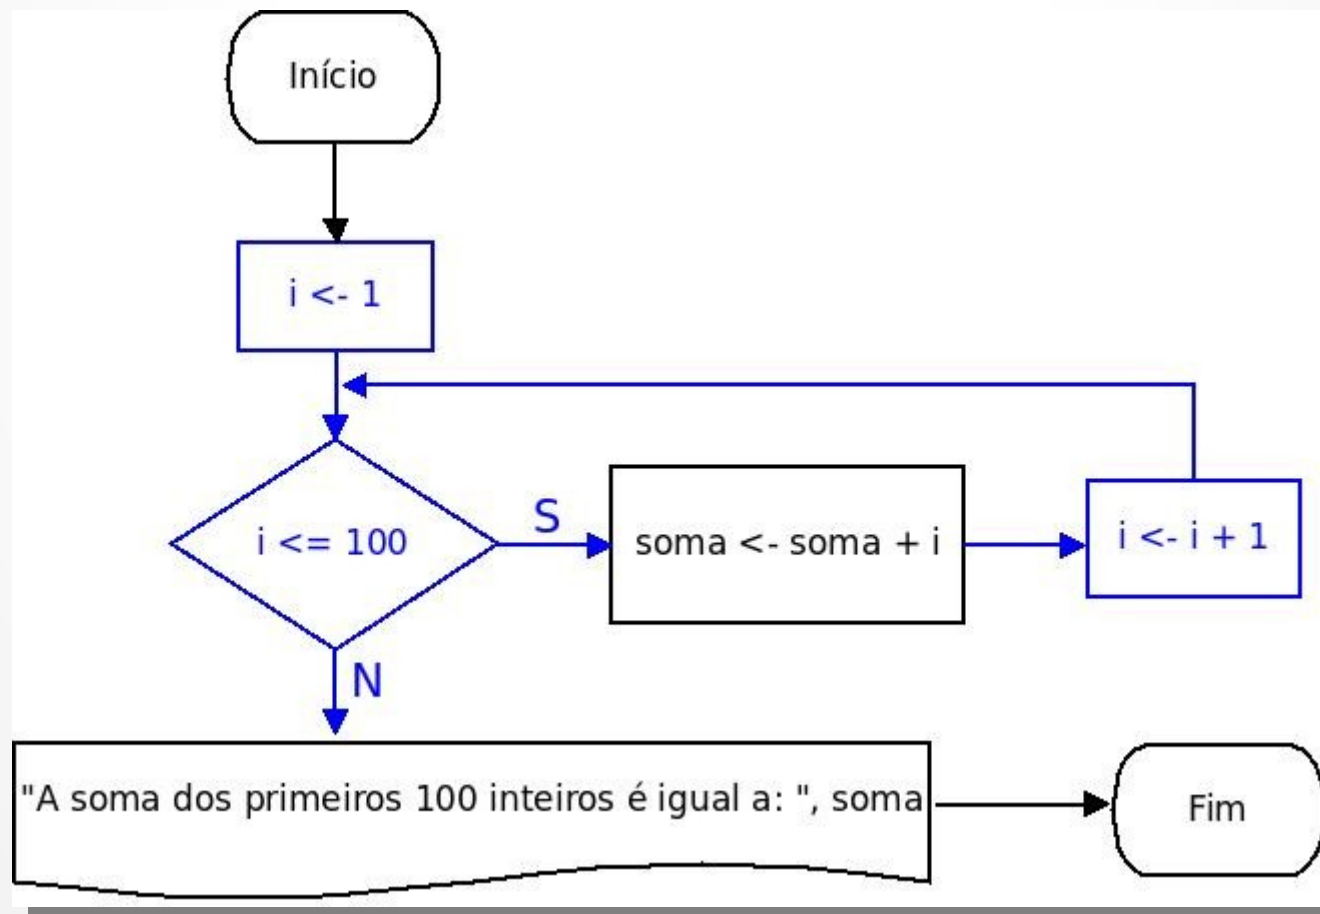 Início
i <- 1
i <= 100
S
soma <- soma + i
i <- i + 1
N
"A soma dos primeiros 100 inteiros é igual a: ", soma
Fim